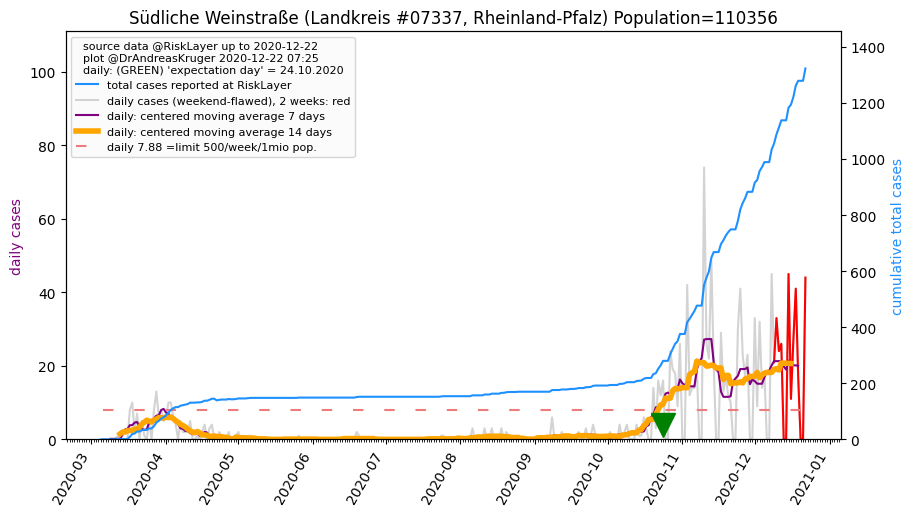 Südliche Weinstraße (Landkreis #07337, Rheinland-Pfalz) Population=110356
source data @RiskLayer up to 2020-12-22
plot @DrAndreasKruger 2020-12-22 07:25
daily: (GREEN) 'expectation day' = 24.10.2020
total cases reported at RiskLayer
daily cases (weekend-flawed), 2 weeks: red
daily: centered moving average 7 days
daily: centered moving average 14 days
daily 7.88 =limit 500/week/1mio pop.
daily cases
100
80
60
40
20
0
cumulative total cases
1400
1200
1000
800
600
400
200
0
2020-03
2020-04
2020-05
2020-06
2020-07
2020-08
2020-09
2020-10
2020-11
2020-12
2021-01